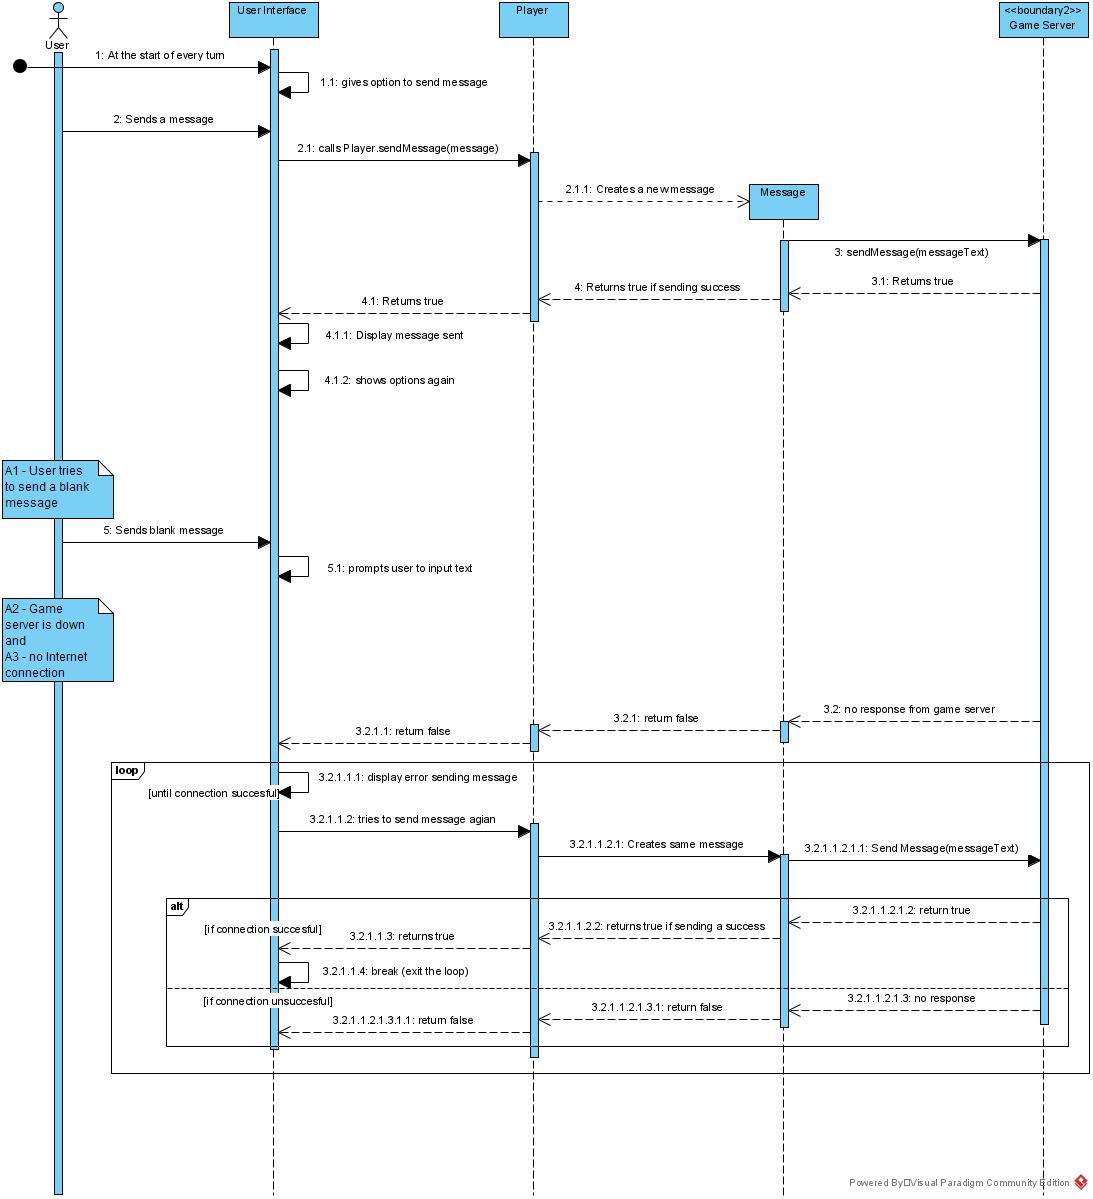 User Interface
Player
<<boundary2>>
Game Server
User
1: At the start of every turn
1.1: gives option to send message
2: Sends a message
2.1: calls Player.sendMessage(message)
2.1.1: Creates a new message
Message
3: sendMessage(messageText)
3.1: Returns true
4: Returns true if sending success
4.1: Returns true
4.1.1: Display message sent
4.1.2: shows options again
A1 - User tries
to send a blank
message
5: Sends blank message
5.1: prompts user to input text
A2 - Game
server is down
and
A3 - no Internet
connection
3.2: no response from game server
3.2.1: return false
3.2.1.1: return false
loop
3.2.1.1.1: display error sending message
[until connection succesful]
3.2.1.1.2: tries to send message agian
3.2.1.1.2.1: Creates same message
3.2.1.1.2.1.1: Send Message(messageText)
alt
3.2.1.1.2.1.2: return true
[if connection succesful]
3.2.1.1.2.2: returns true if sending a success
3.2.1.1.3: returns true
3.2.1.1.4: break (exit the loop)
[if connection unsuccesful]
3.2.1.1.2.1.3: no response
3.2.1.1.2.1.3.1: return false
3.2.1.1.2.1.3.1.1: return false
Powered By Visual Paradigm Community Edition